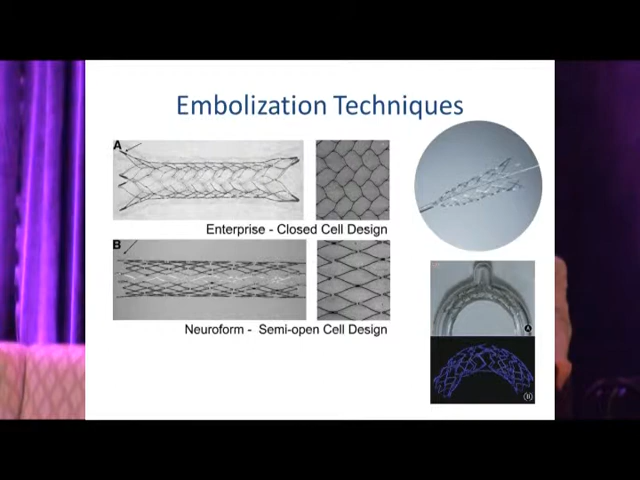 Embolization Techniques
A
Enterprise - Closed Cell Design
B
Neuroform - Semi-open Cell Design
A
(B)